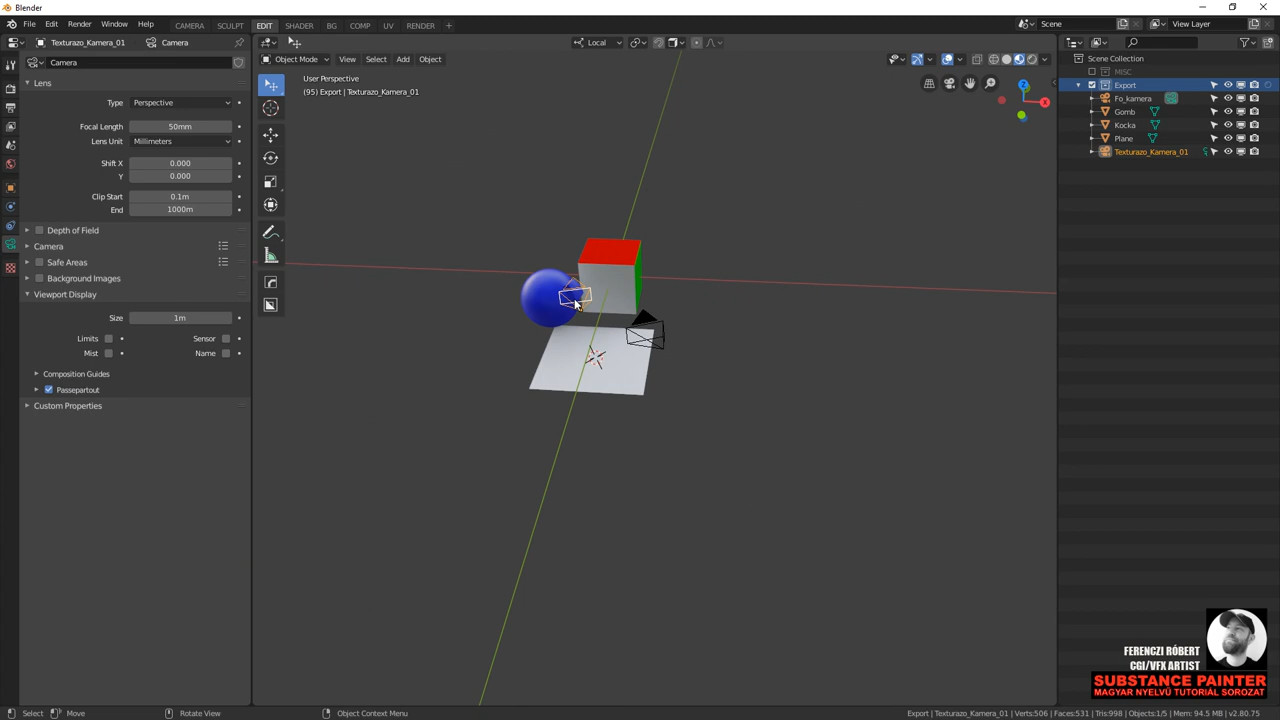 Blender
File Edit Render Window Help
CAMERA SCULPT EDIT SHADER BG COMP UV RENDER +
Scene
View Layer
Texturazo_Kamera_01 Camera
Local
Camera
Object Mode View Select Add Object
Scene Collection
MISC
Export
Fo_kamera
Gomb
Kocka
Plane
Texturazo_Kamera_01
User Perspective
(95) Export | Texturazo_Kamera_01
Z
X
Lens
Type Perspective
Focal Length 50mm
Lens Unit Millimeters
Shift X 0.000
Y 0.000
Clip Start 0.1m
End 1000m
Depth of Field
Camera
Safe Areas
Background Images
Viewport Display
Size 1m
Limits Sensor
Mist Name
Composition Guides
Passepartout
Custom Properties
FERENCZI RÓBERT
CGI/VFX ARTIST
SUBSTANCE PAINTER
MAGYAR NYELVŰ TUTORIÁL SOROZAT
Select Move Rotate View Object Context Menu
Export | Texturazo_Kamera_01 | Verts:506 | Faces:531 | Tris:998 | Objects:1/5 | Mem: 94.5 MB | v2.80.75